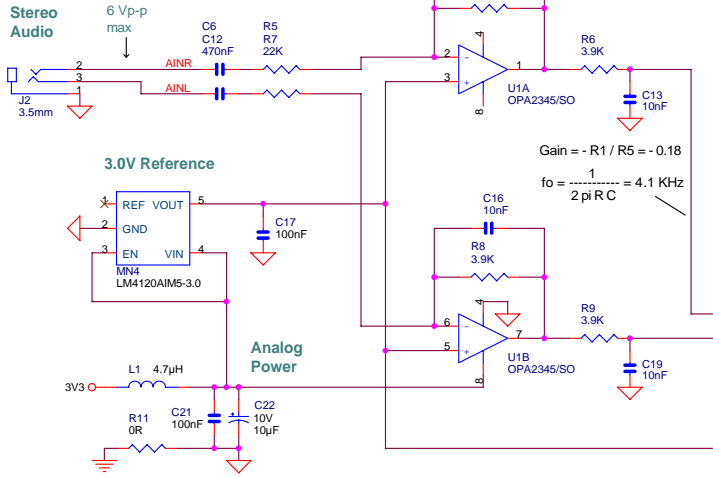 Stereo
Audio
6 Vp-p
max
C6
C12
470nF
R5
R7
22K
2
3
1
AINR
AINL
J2
3.5mm
4
2
3
1
8
U1A
OPA2345/SO
R6
3.9K
C13
10nF
Gain = - R1 / R5 = - 0.18
1
fo = ----------- = 4.1 KHz
2 pi R C
3.0V Reference
1
REF
VOUT
5
2
GND
3
EN
VIN
4
MN4
LM4120AIM5-3.0
C17
100nF
C16
10nF
R8
3.9K
4
6
5
7
8
U1B
OPA2345/SO
R9
3.9K
C19
10nF
Analog
Power
L1
4.7µH
3V3
R11
0R
C21
100nF
C22
10V
10µF